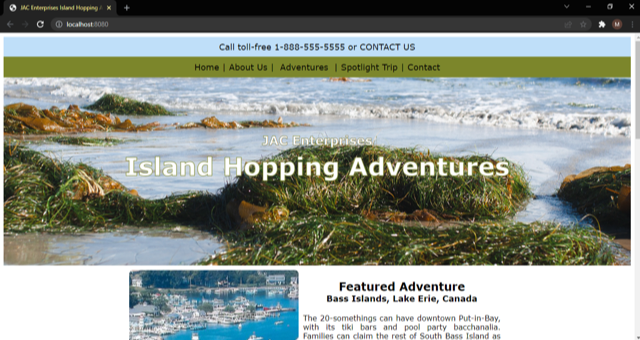 JAC Enterprises Island Hopping A
localhost:8080
M
Call toll-free 1-888-555-5555 or CONTACT US
Home | About Us | Adventures | Spotlight Trip | Contact
JAC Enterprises'
Island Hopping Adventures
Featured Adventure
Bass Islands, Lake Erie, Canada
The 20-somethings can have downtown Put-in-Bay,
with its tiki bars and pool party bacchanalia.
Families can claim the rest of South Bass Island as